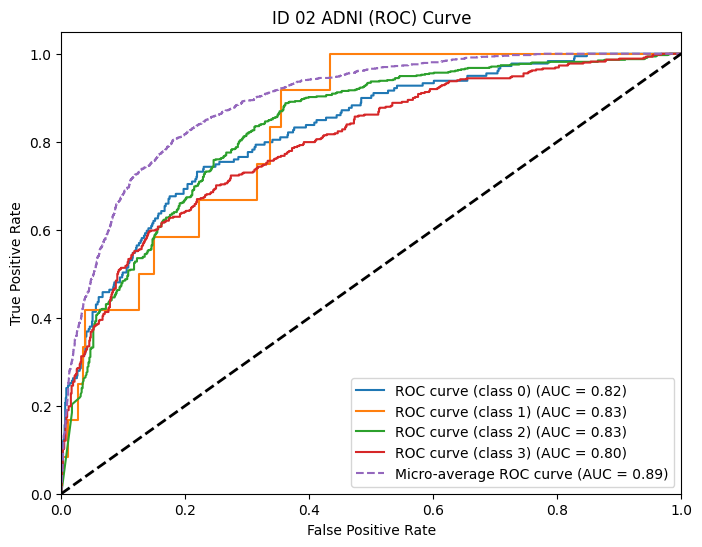 ID 02 ADNI (ROC) Curve
True Positive Rate
1.0
0.8
0.6
0.4
0.2
0.0
0.0 0.2 0.4 0.6 0.8 1.0
False Positive Rate
ROC curve (class 0) (AUC = 0.82)
ROC curve (class 1) (AUC = 0.83)
ROC curve (class 2) (AUC = 0.83)
ROC curve (class 3) (AUC = 0.80)
Micro-average ROC curve (AUC = 0.89)